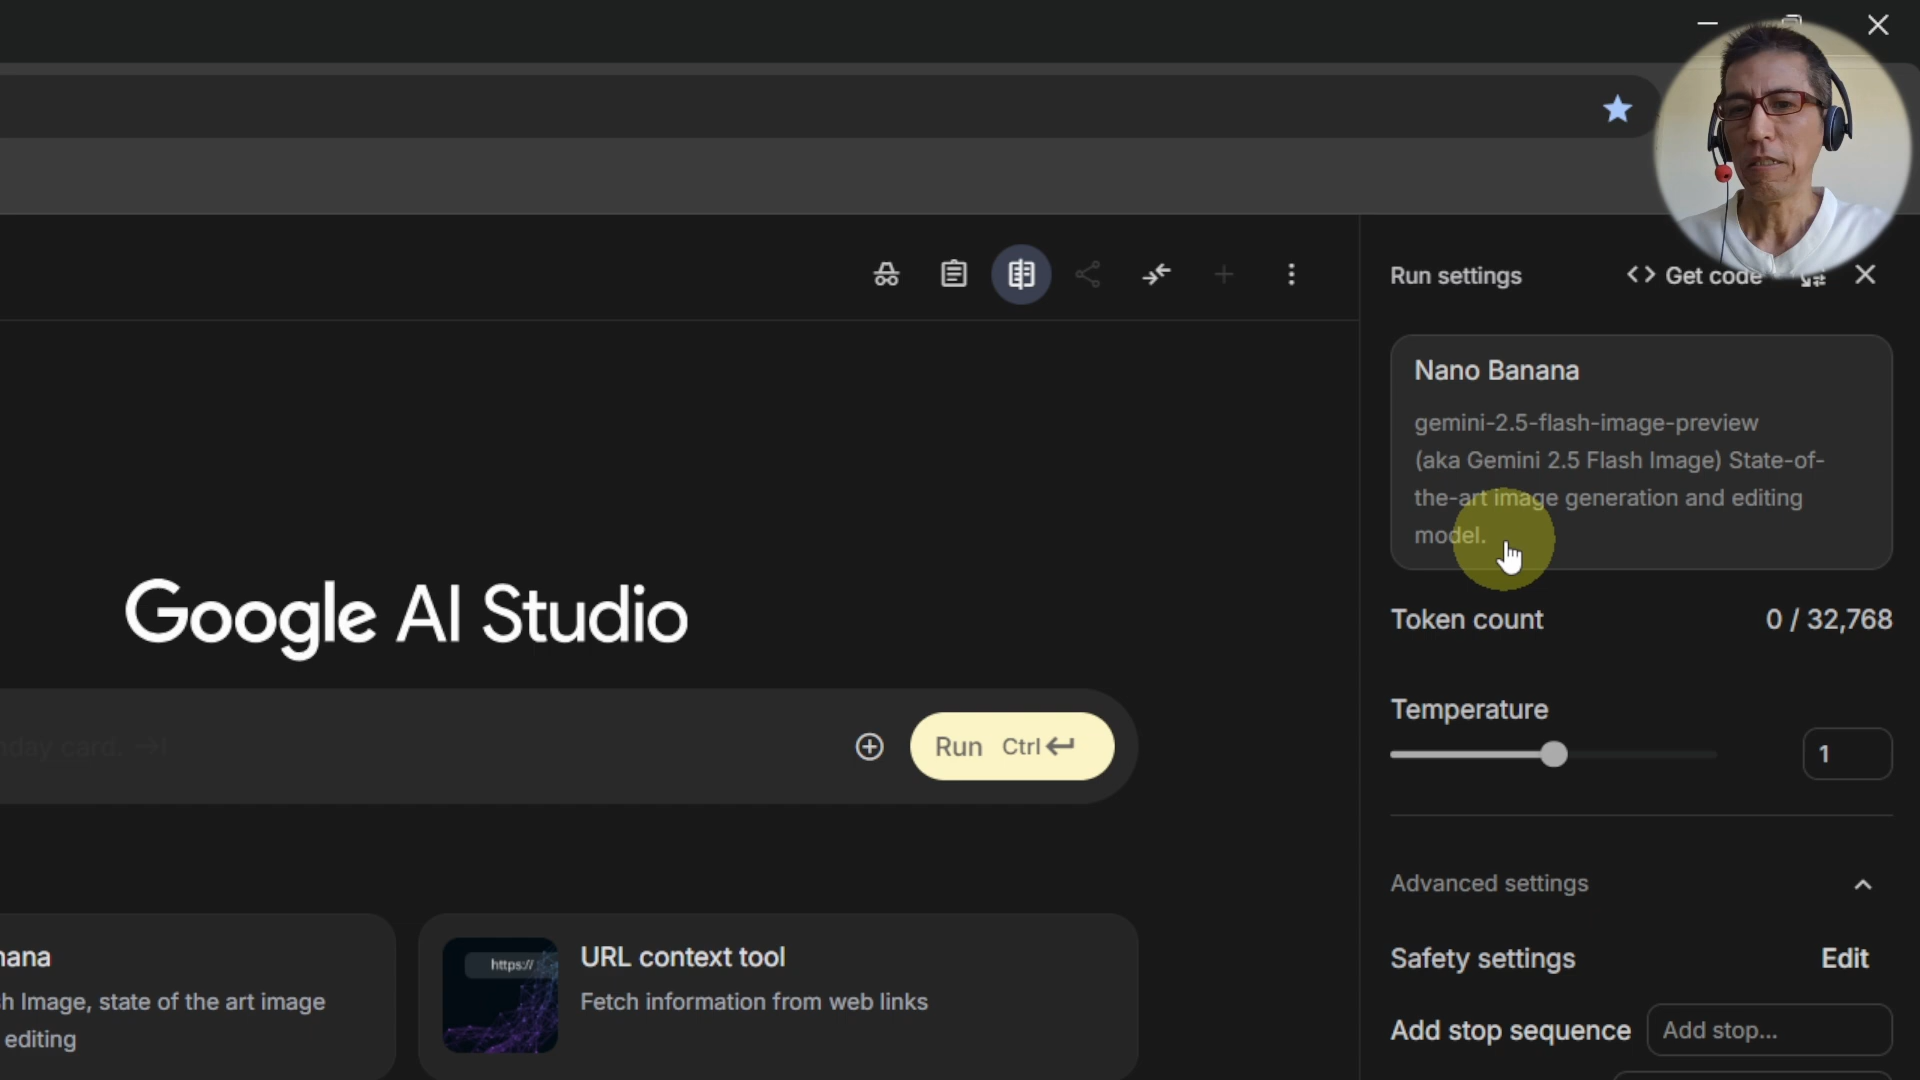 Run settings
<> Get code
Nano Banana
gemini-2.5-flash-image-preview
(aka Gemini 2.5 Flash Image) State-of-
the-art image generation and editing
model.
Token count
0 / 32,768
Google AI Studio
nday card.
Run Ctrl
Temperature
1
Advanced settings
nana
h Image, state of the art image
editing
https://
URL context tool
Fetch information from web links
Safety settings
Edit
Add stop sequence
Add stop...